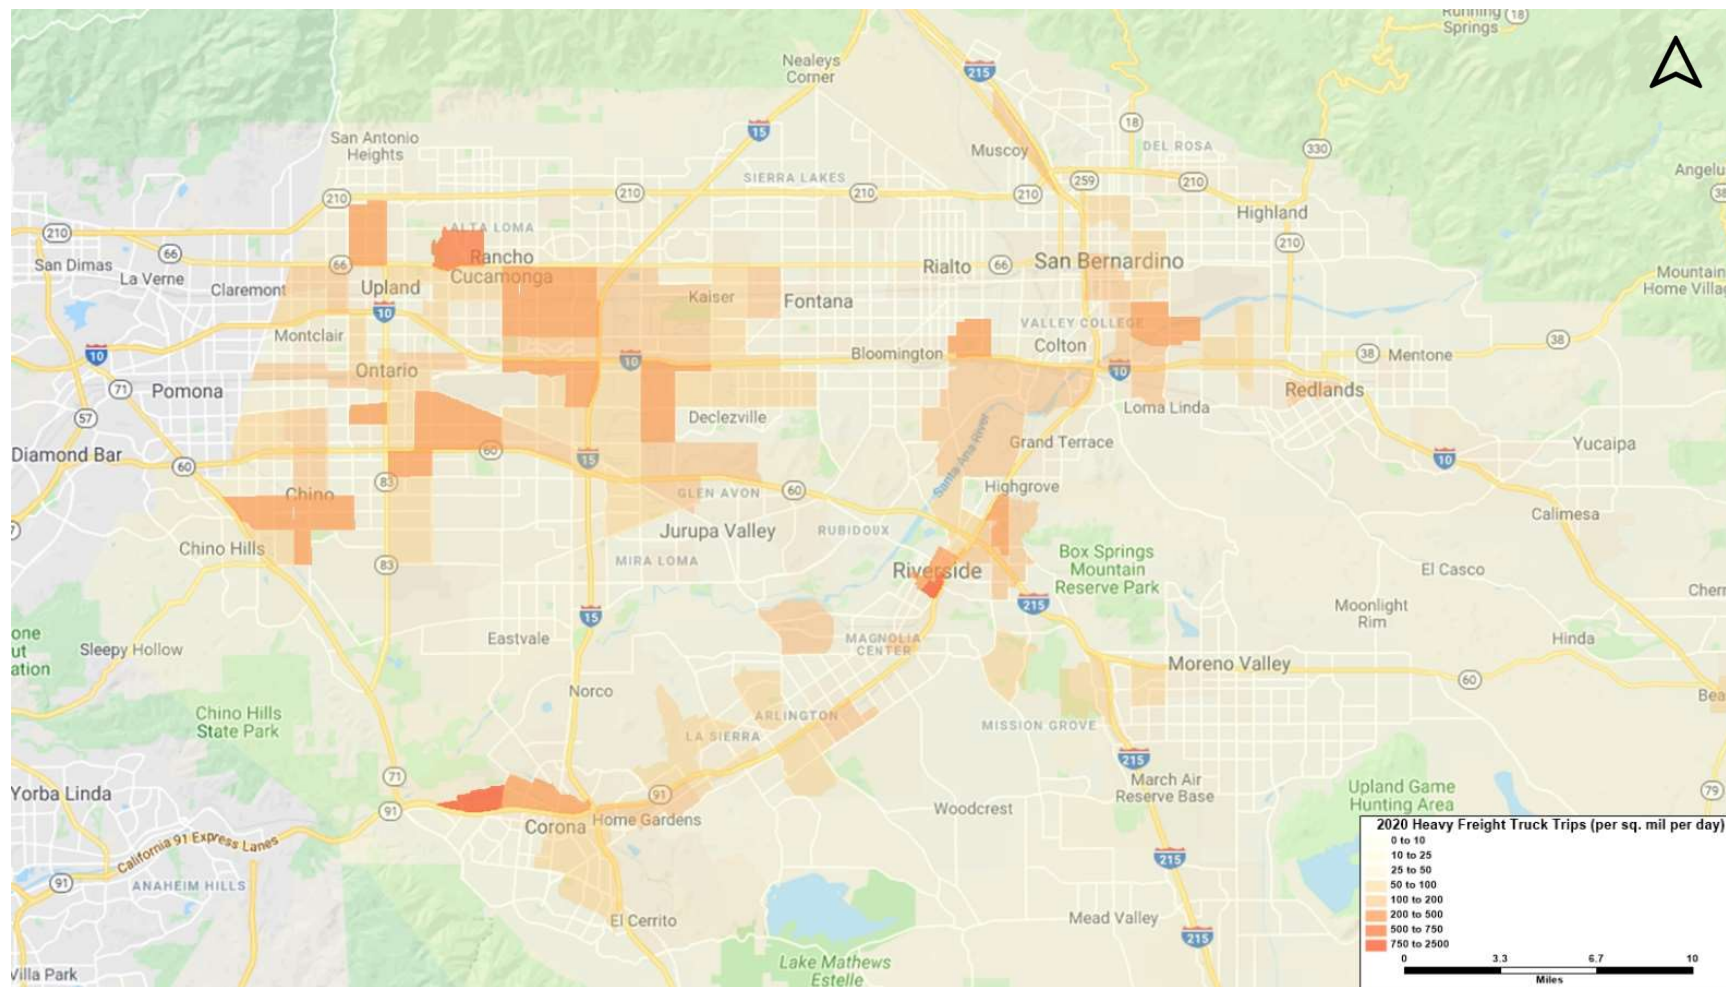 Running
Springs
18
Nealeys
Corner
215
18
15
San Antonio
Heights
Muscoy
DEL ROSA
330
SIERRA LAKES
259
210
210
210
210
210
210
Highland
ALTA LOMA
210
66
San Dimas
La Verne
66
Rancho
Cucamonga
Claremont
Rialto
66
San Bernardino
210
Angelu
38
Mountain
Home Villag
Upland
Kaiser
Fontana
10
Montclair
VALLEY COLLEGE
Colton
10
Ontario
10
Bloomington
10
38
Mentone
38
71
Pomona
57
Redlands
Declezville
Loma Linda
Diamond Bar
60
60
15
Grand Terrace
Santa Ana River
10
Yucaipa
83
Chino
GLEN AVON
60
Highgrove
Jurupa Valley
RUBIDOUX
Calimesa
Chino Hills
83
MIRA LOMA
Riverside
Box Springs
Mountain
Reserve Park
El Casco
Cherr
15
215
Moonlight
Rim
one
ut
ation
Sleepy Hollow
Eastvale
MAGNOLIA
CENTER
Hinda
Moreno Valley
60
Norco
Bea
Chino Hills
State Park
ARLINGTON
LA SIERRA
MISSION GROVE
215
71
Yorba Linda
91
91
March Air
Reserve Base
Upland Game
Hunting Area
79
Corona
Home Gardens
Woodcrest
California 91 Express Lanes
91
ANAHEIM HILLS
215
El Cerrito
Mead Valley
215
Villa Park
Lake Mathews
Estelle
2020 Heavy Freight Truck Trips (per sq. mil per day)
0 to 10
10 to 25
25 to 50
50 to 100
100 to 200
200 to 500
500 to 750
750 to 2500
0 3.3 6.7 10
Miles